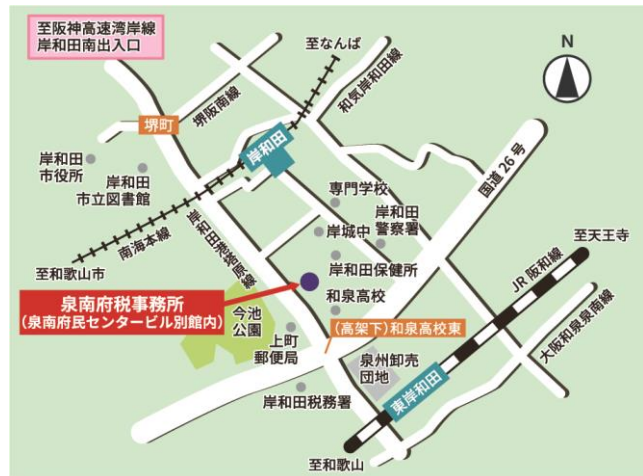 至阪神高速湾岸線
岸和田南出入口
至なんば
和気岸和田線
N
堺阪南線
堺町
岸和田
国道26号
岸和田
市役所
岸和田
市立図書館
専門学校
岸城中
岸和田
警察署
至天王寺
南海本線
岸和田港塔原線
岸和田保健所
至和歌山市
JR阪和線
泉南府税事務所
(泉南府民センタービル別館内)
今池
公園
和泉高校
大阪和泉泉南線
上町
郵便局
(高架下)和泉高校東
泉州卸売
団地
東岸和田
岸和田税務署
至和歌山